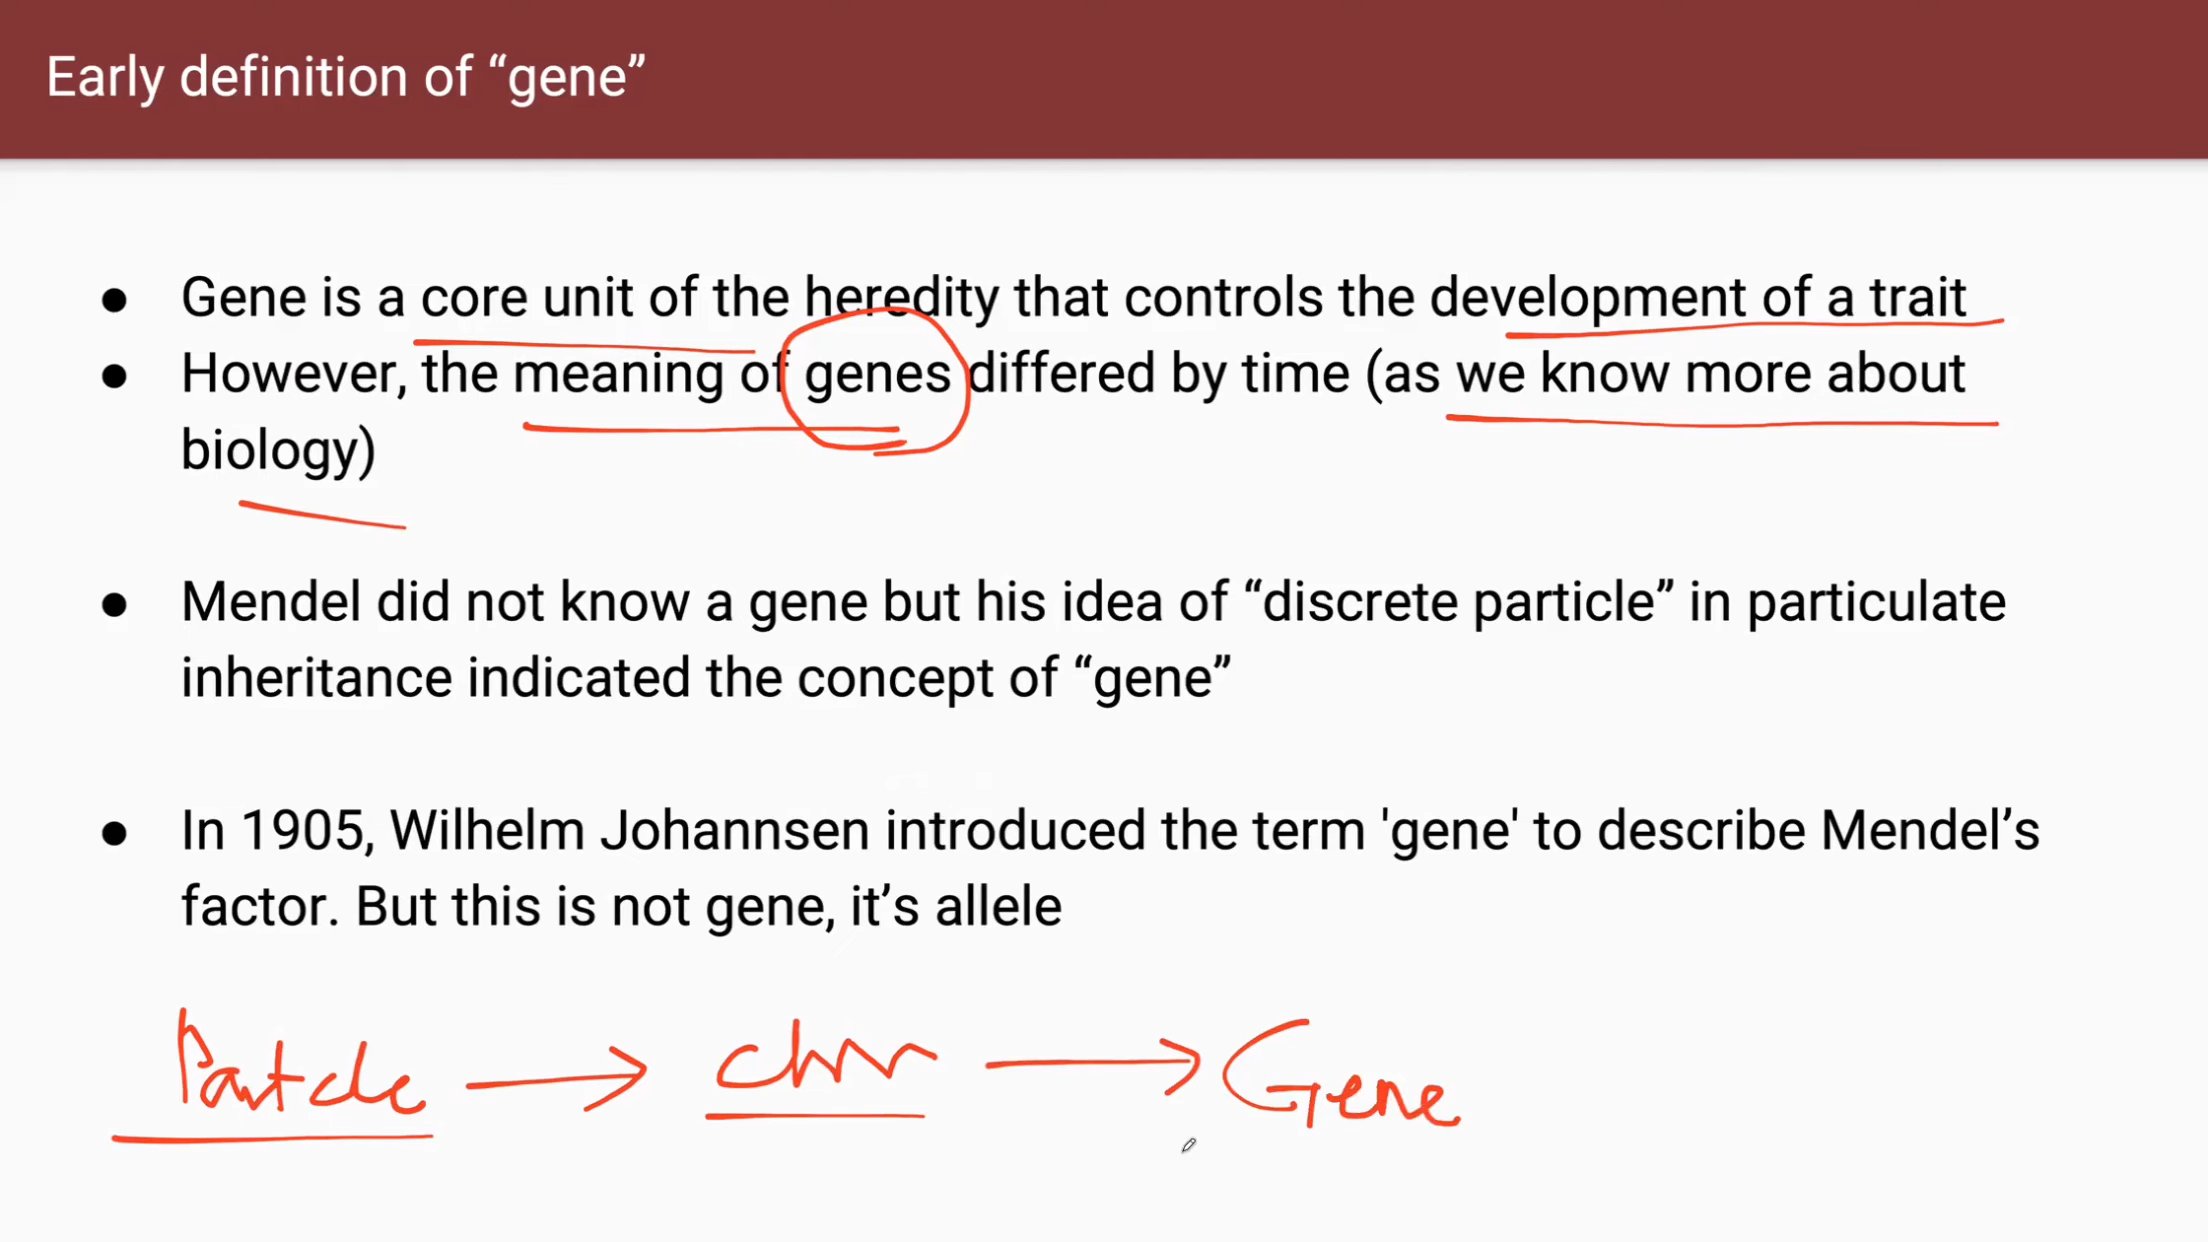 Early definition of “gene”
● Gene is a core unit of the heredity that controls the development of a trait
● However, the meaning of genes differed by time (as we know more about
biology)
● Mendel did not know a gene but his idea of “discrete particle” in particulate
inheritance indicated the concept of “gene”
● In 1905, Wilhelm Johannsen introduced the term 'gene' to describe Mendel’s
factor. But this is not gene, it’s allele
Particle → chr → Gene